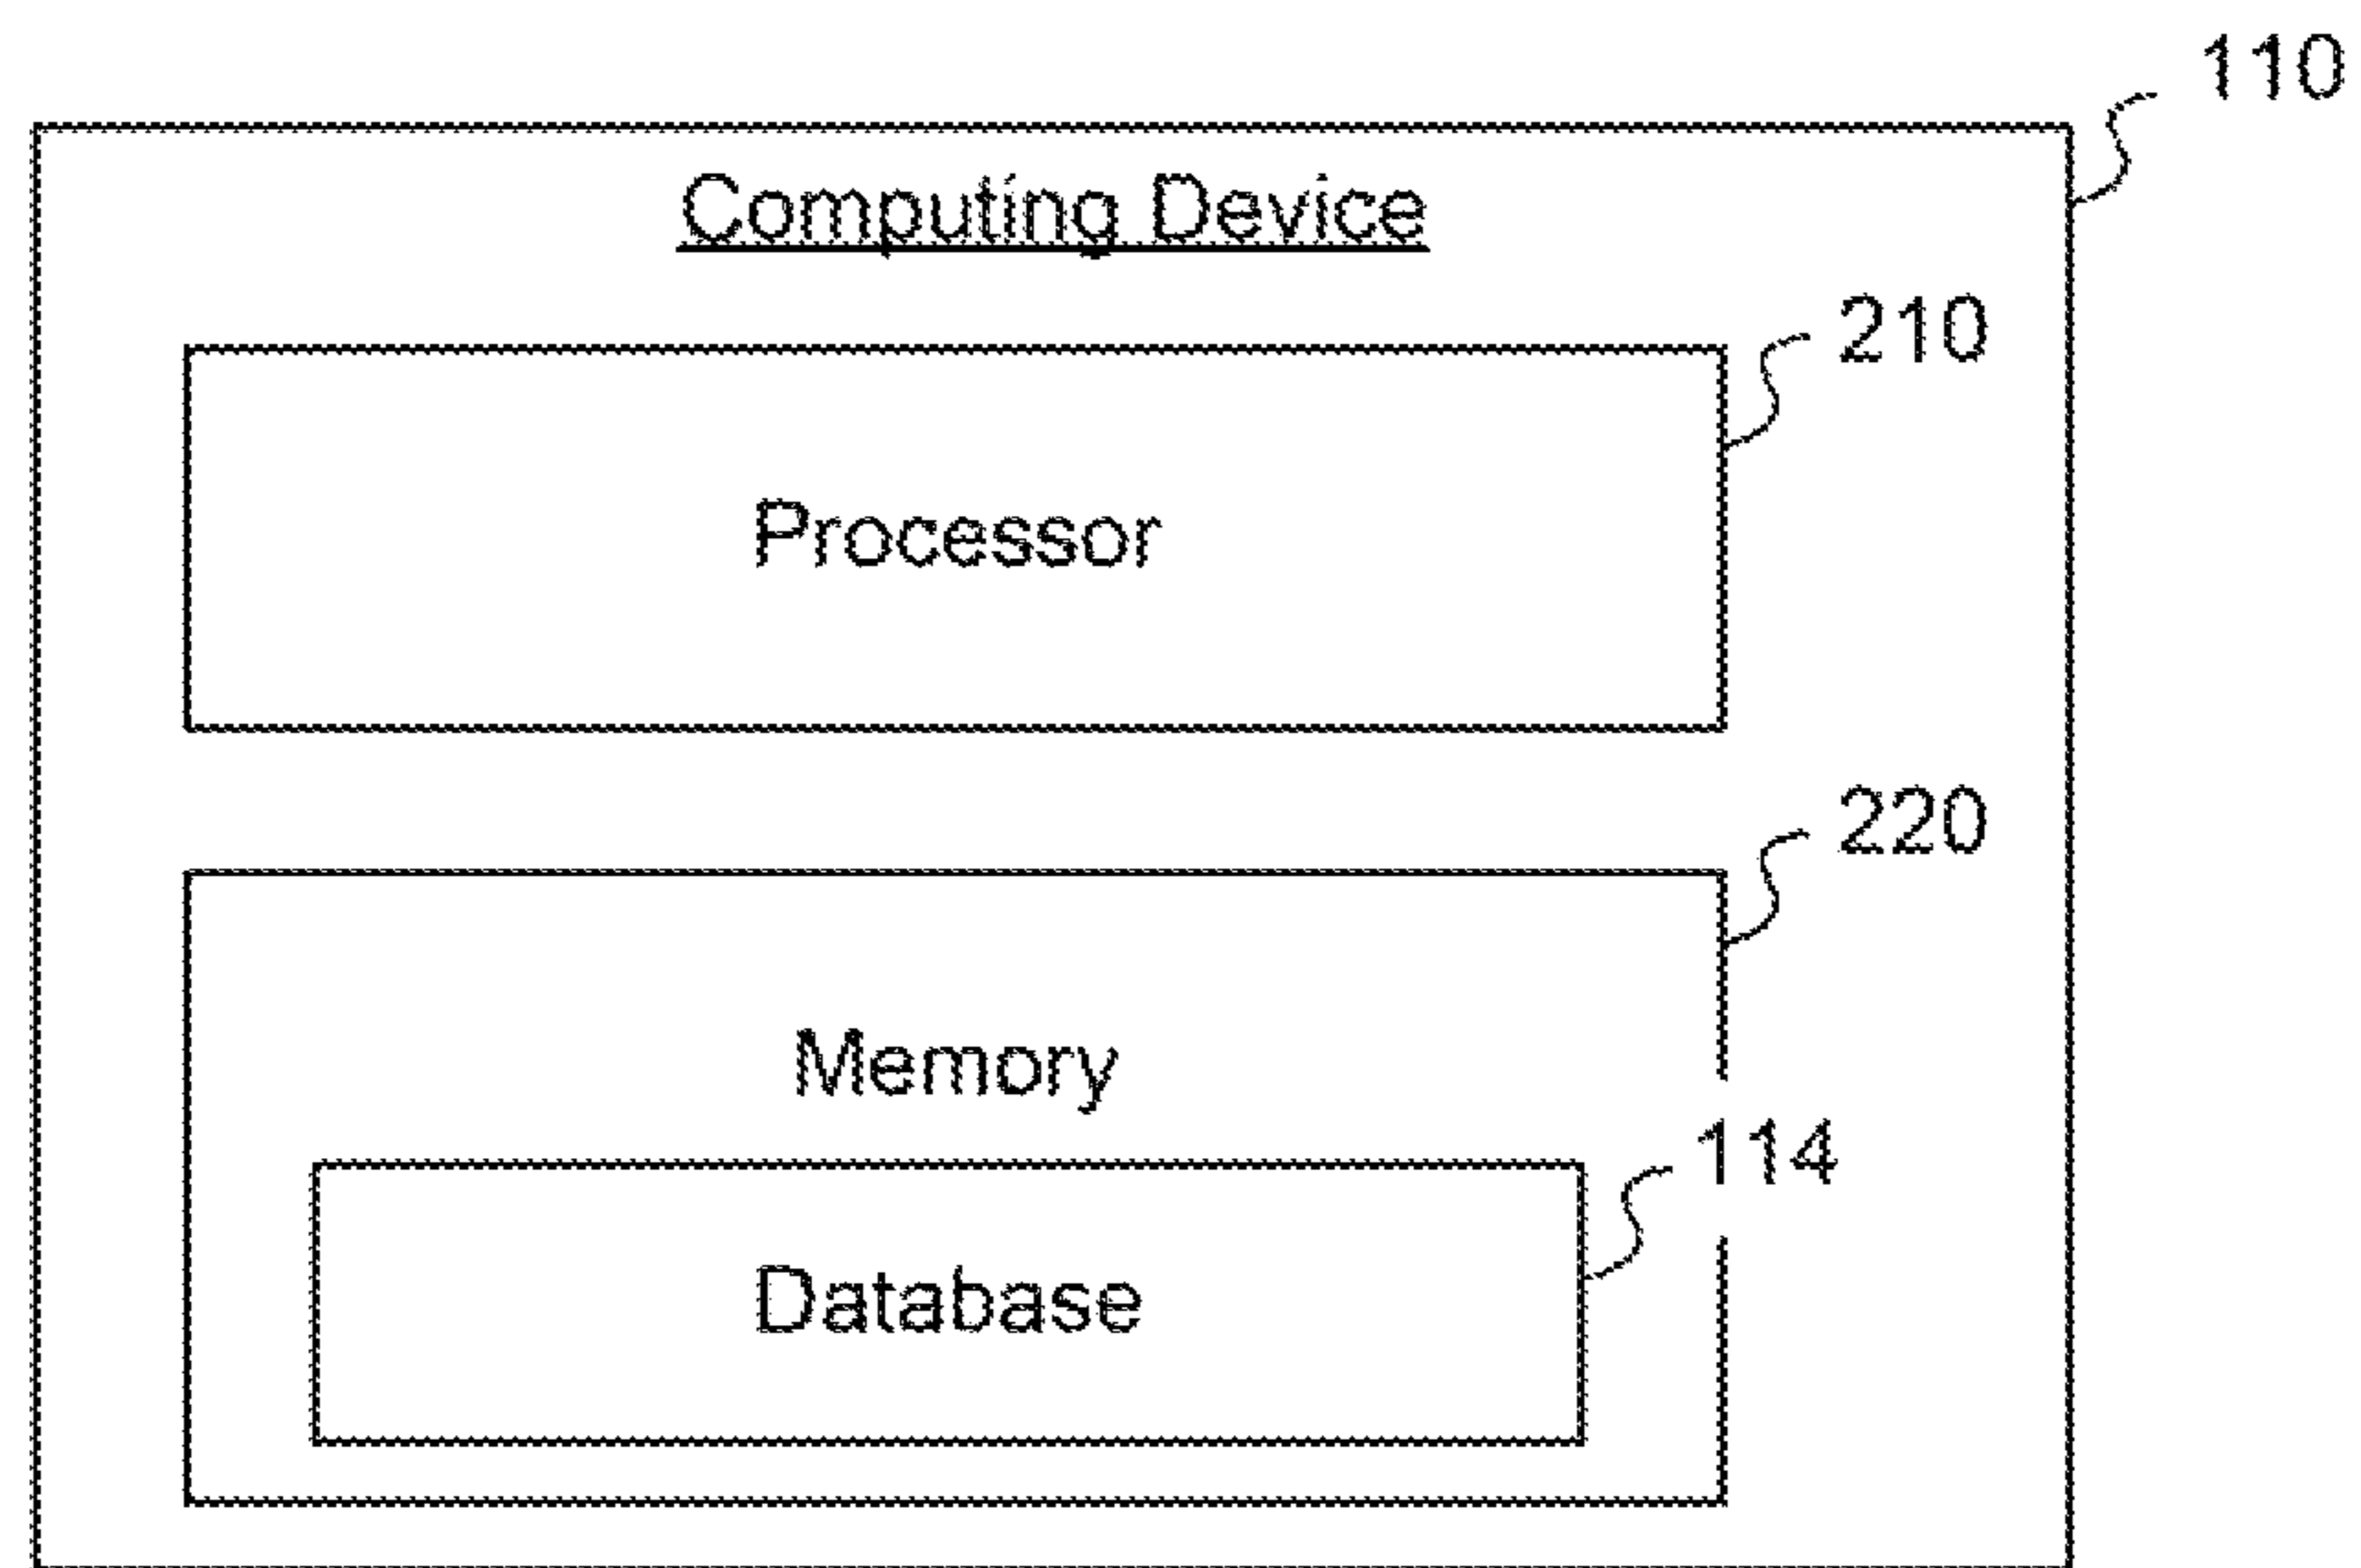 110
Computing Device
210
Processor
220
Memory
114
Database